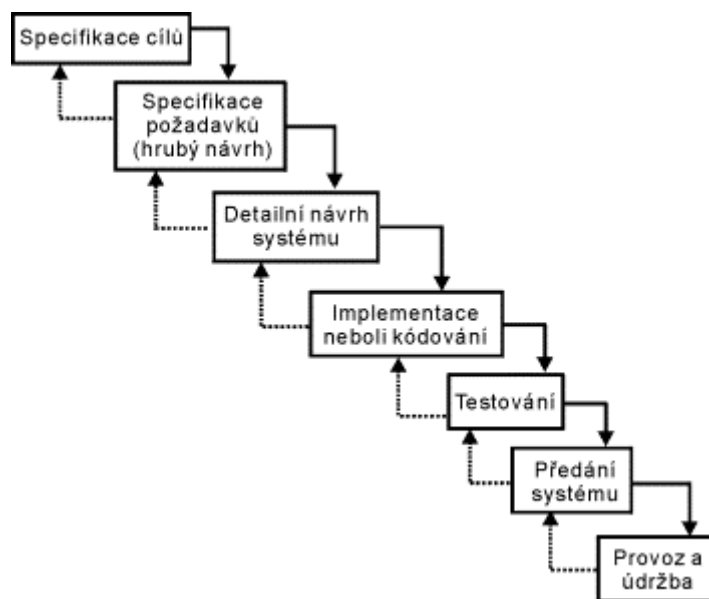 Specifikace cílů
Specifikace
požadavků
(hrubý návrh)
Detailní návrh
systému
Implementace
neboli kódování
Testování
Předání
systému
Provoz a
údržba